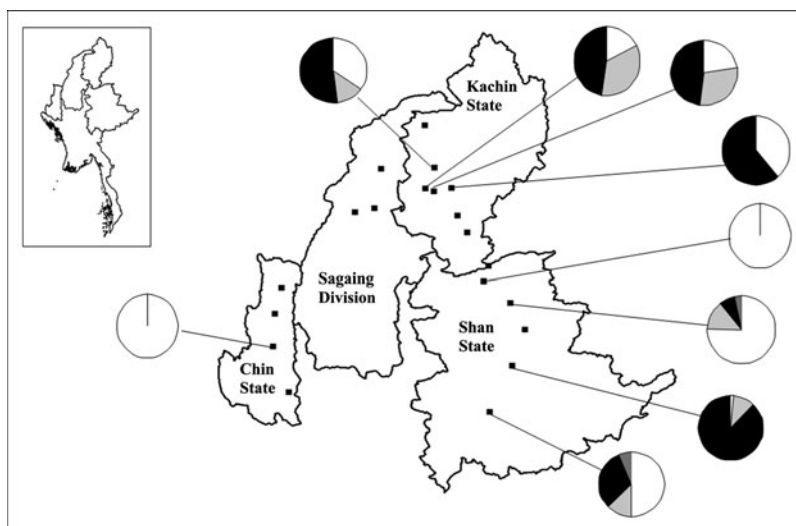 Kachin
State
Sagaing
Division
Shan
State
Chin
State